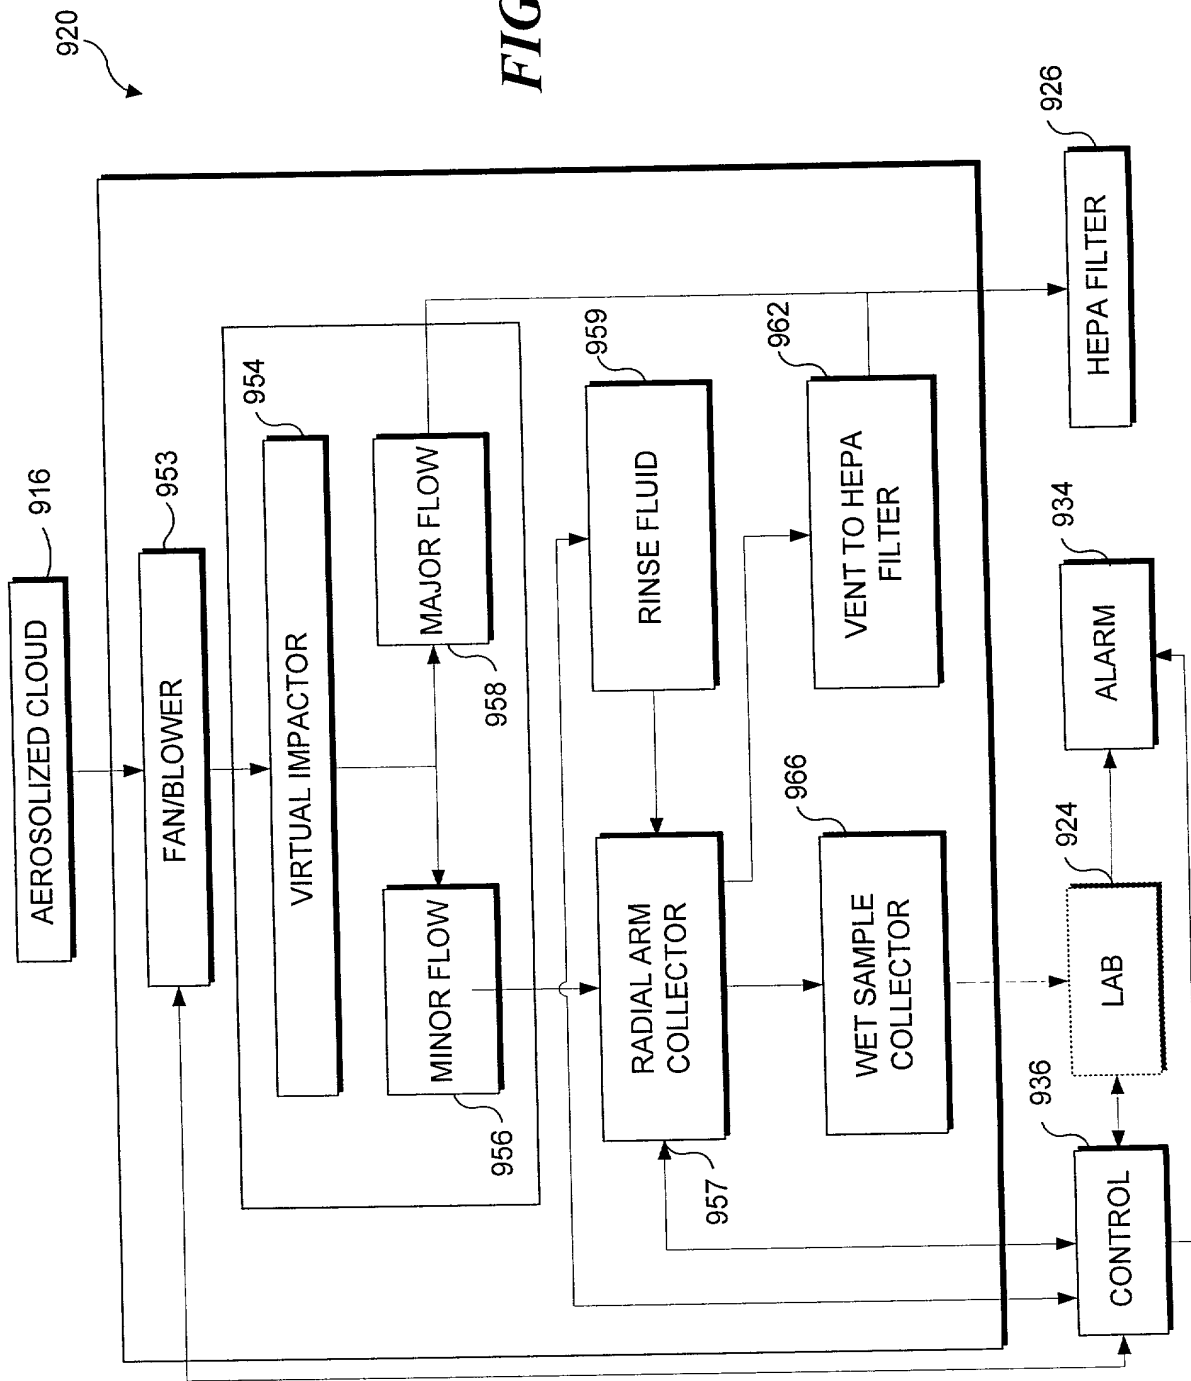 920
FIG
AEROSOLIZED CLOUD
916
FAN/BLOWER
953
VIRTUAL IMPACTOR
954
MINOR FLOW
956
MAJOR FLOW
958
RADIAL ARM
COLLECTOR
957
RINSE FLUID
959
WET SAMPLE
COLLECTOR
966
VENT TO HEPA
FILTER
962
CONTROL
936
LAB
924
ALARM
934
HEPA FILTER
926